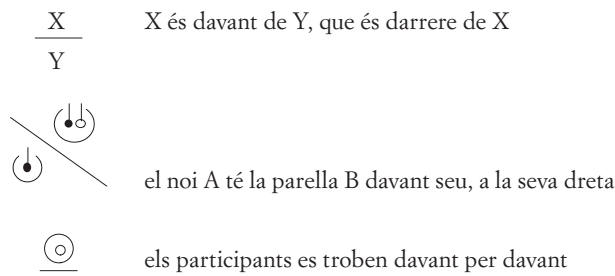 X
Y
X és davant de Y, que és darrere de X
el noi A té la parella B davant seu, a la seva dreta
els participants es troben davant per davant